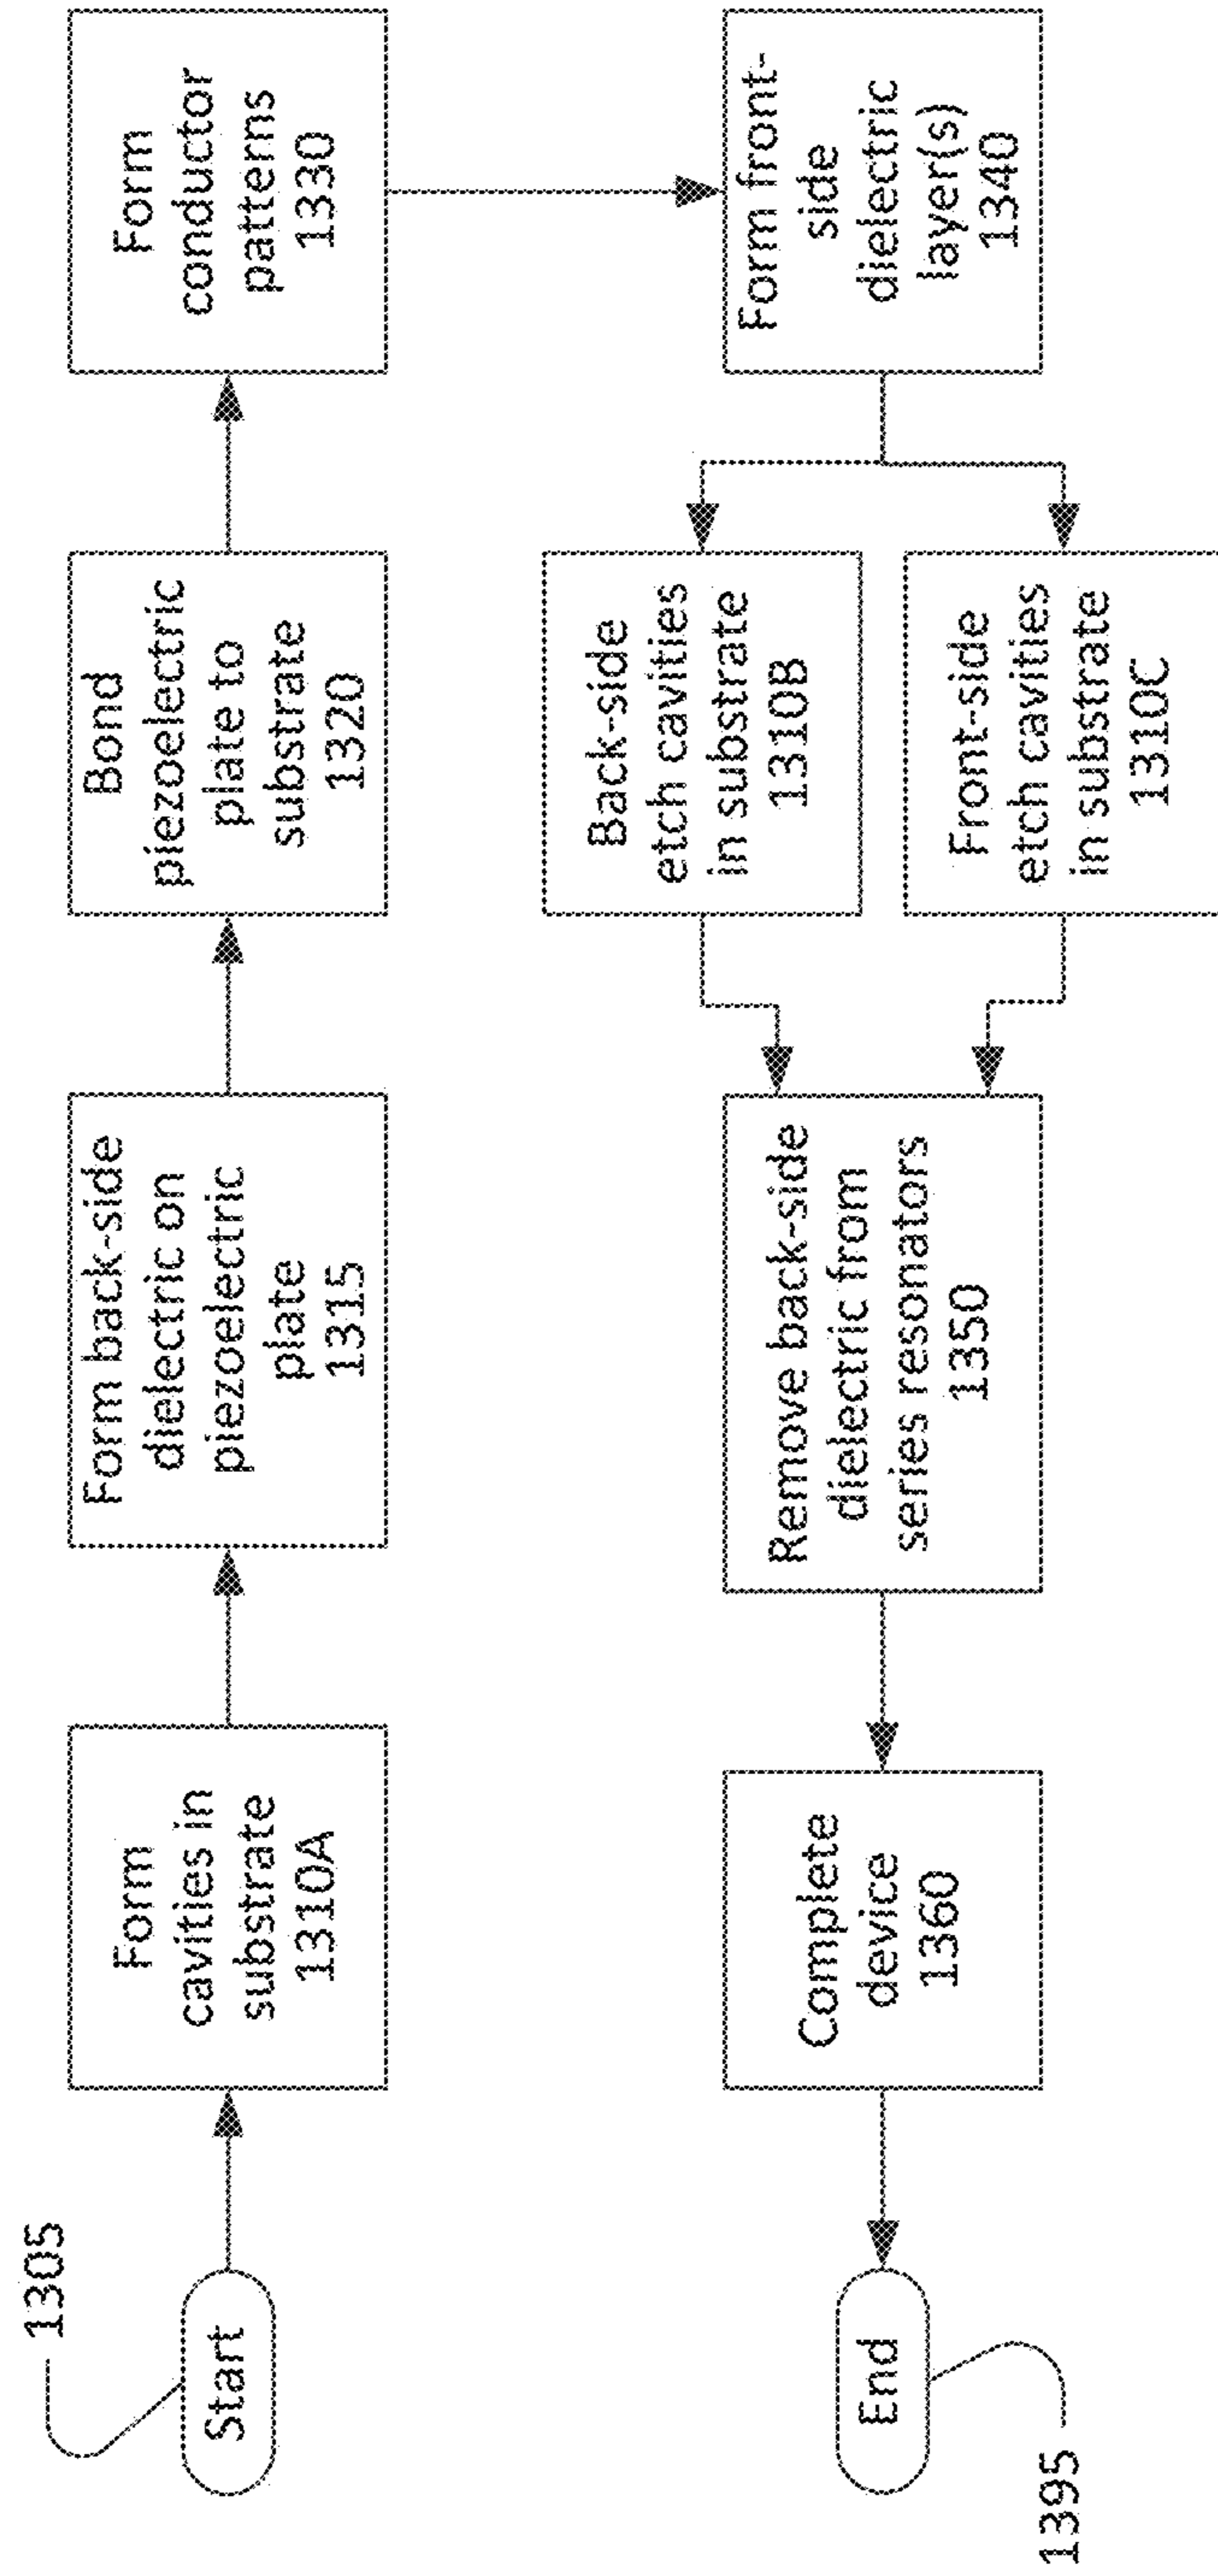 1305
Start
Form
cavities in
substrate
1310A
Form back-side
dielectric on
piezoelectric
plate
1315
Bond
piezoelectric
plate to
substrate
1320
Form
conductor
patterns
1330
Form front-
side
dielectric
layer(s)
1340
Back-side
etch cavities
in substrate
1310B
Front-side
etch cavities
in substrate
1310C
Remove back-side
dielectric from
series resonators
1350
Complete
device
1360
End
1395